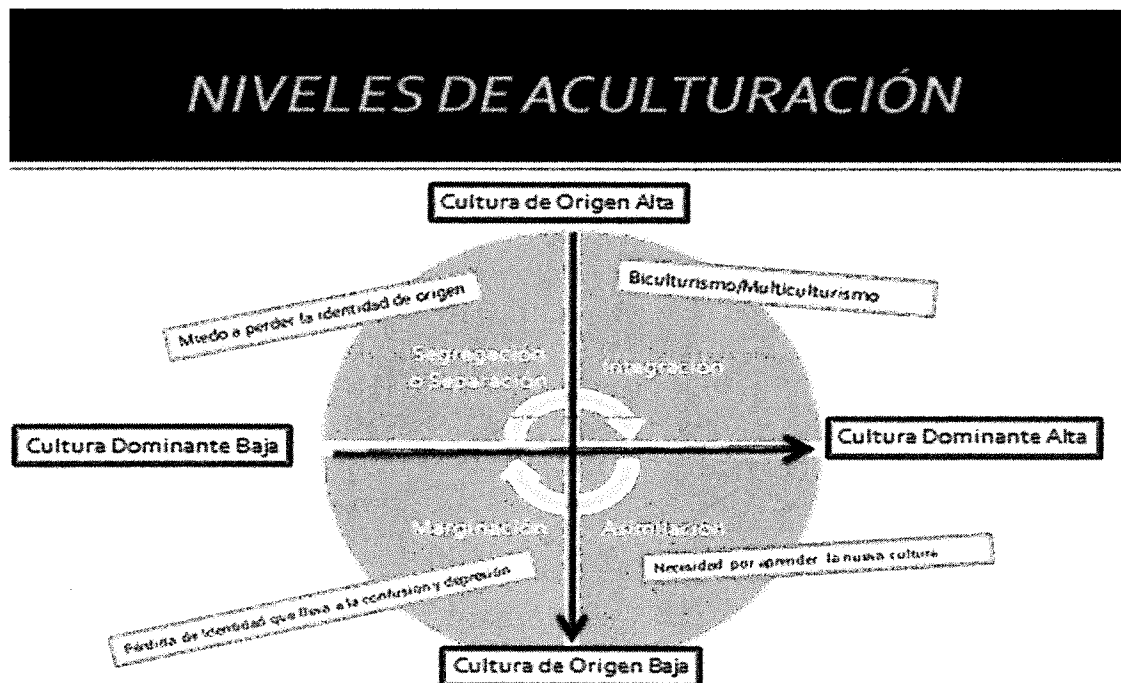 NIVELES DE ACULTURACIÓN
Cultura de Origen Alta
Biculturismo/Multiculturismo
Miedo a perder la identidad de origen
Segregación
o Separación
Integración
Cultura Dominante Baja
Cultura Dominante Alta
Marginación
Asimilación
Necesidad por aprender la nueva cultura
Pérdida de identidad que lleva a la confusión y depresión
Cultura de Origen Baja